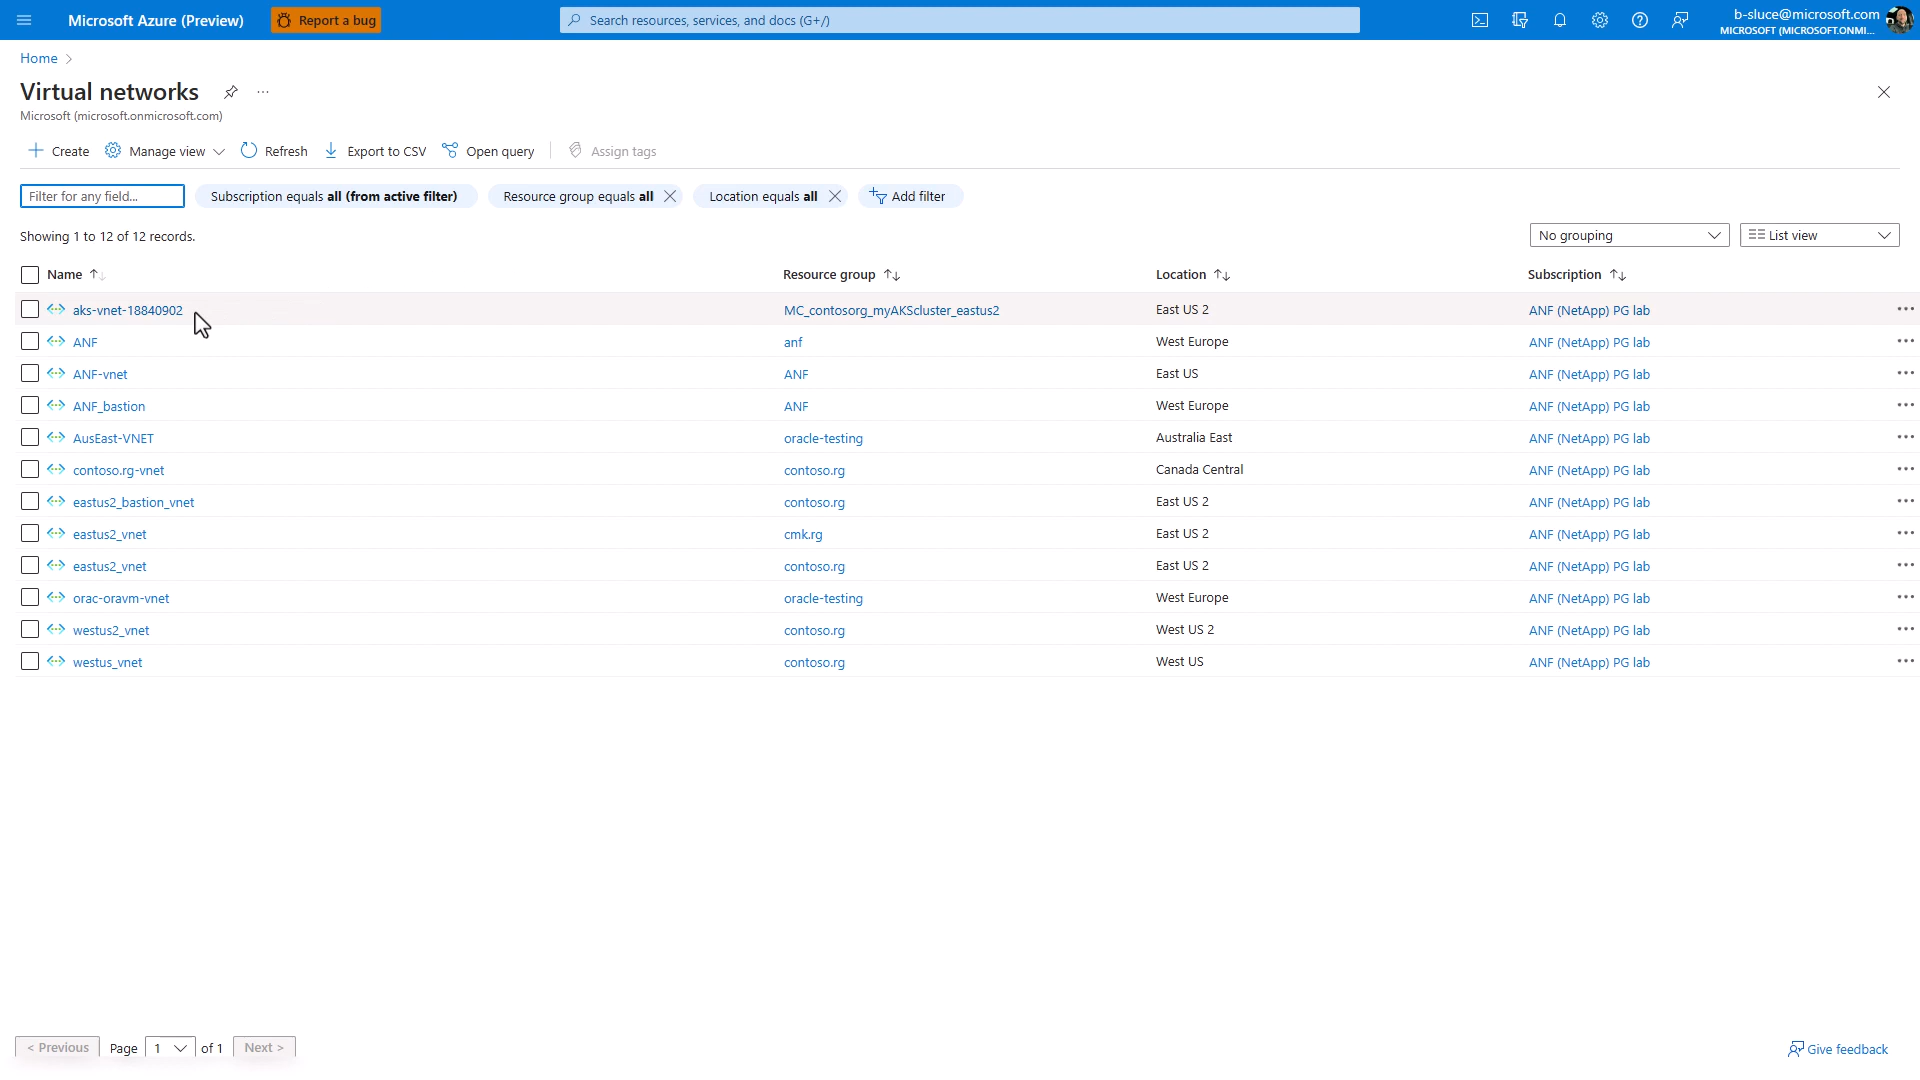 Microsoft Azure (Preview) Report a bug Search resources, services, and docs (G+/) b-sluce@microsoft.com
MICROSOFT (MICROSOFT.ONMI...
Home >
Virtual networks ...
Microsoft (microsoft.onmicrosoft.com)
+ Create Manage view Refresh Export to CSV Open query Assign tags
Filter for any field... Subscription equals all (from active filter) Resource group equals all Location equals all Add filter
Showing 1 to 12 of 12 records. No grouping List view
Name Resource group Location Subscription
aks-vnet-18840902 MC_contosorg_myAKScluster_eastus2 East US 2 ANF (NetApp) PG lab ...
ANF anf West Europe ANF (NetApp) PG lab ...
ANF-vnet ANF East US ANF (NetApp) PG lab ...
ANF_bastion ANF West Europe ANF (NetApp) PG lab ...
AusEast-VNET oracle-testing Australia East ANF (NetApp) PG lab ...
contoso.rg-vnet contoso.rg Canada Central ANF (NetApp) PG lab ...
eastus2_bastion_vnet contoso.rg East US 2 ANF (NetApp) PG lab ...
eastus2_vnet cmk.rg East US 2 ANF (NetApp) PG lab ...
eastus2_vnet contoso.rg East US 2 ANF (NetApp) PG lab ...
orac-oravm-vnet oracle-testing West Europe ANF (NetApp) PG lab ...
westus2_vnet contoso.rg West US 2 ANF (NetApp) PG lab ...
westus_vnet contoso.rg West US ANF (NetApp) PG lab ...
< Previous Page 1 of 1 Next > Give feedback